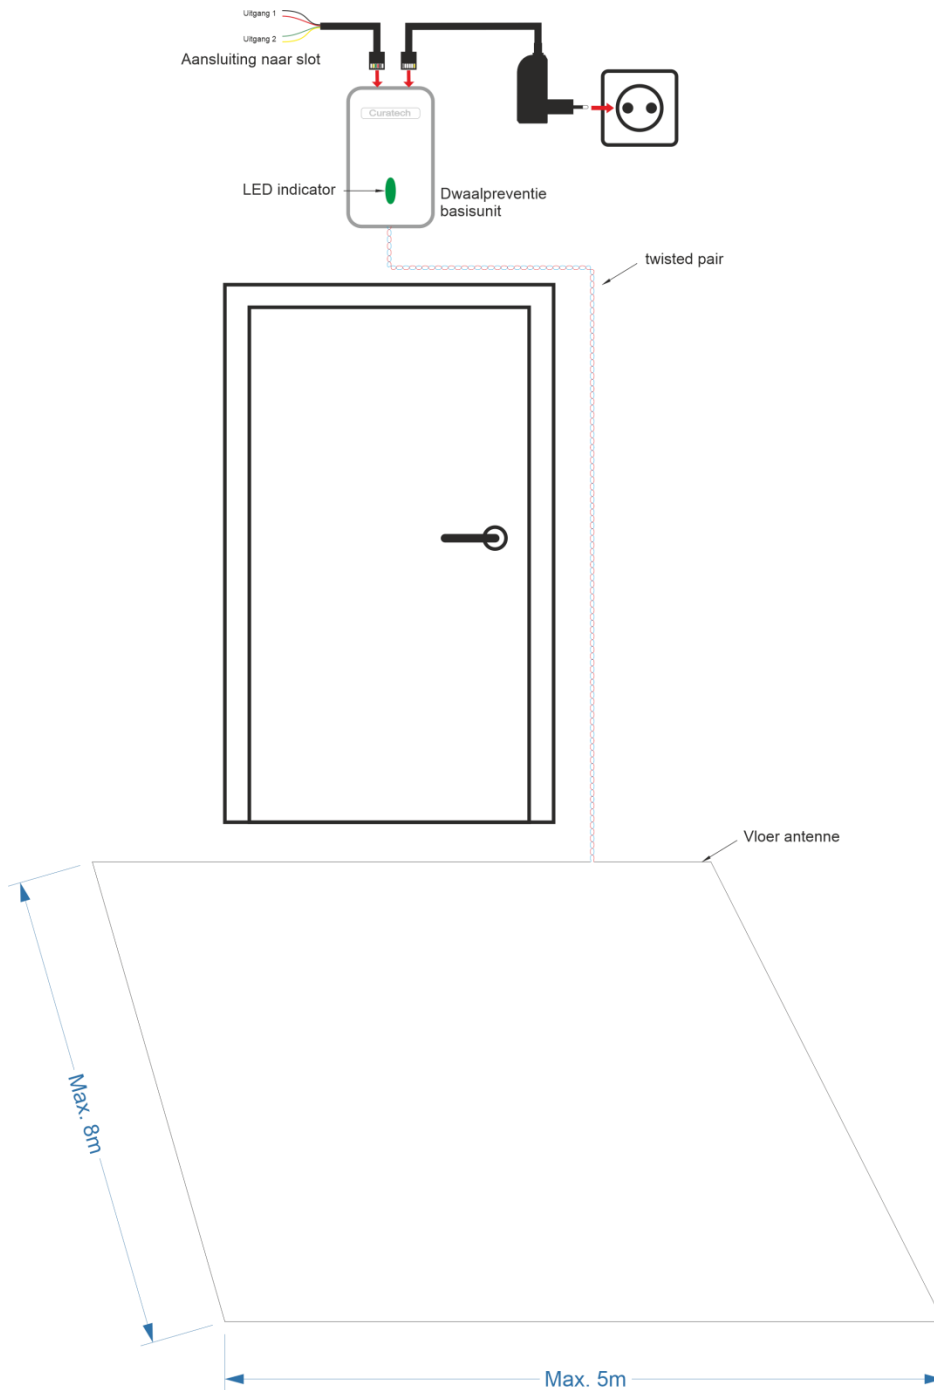 Uitgang 1
Uitgang 2
Aansluiting naar slot
Curatech
LED indicator
Dwaalpreventie
basisunit
twisted pair
Vloer antenne
Max. 8m
Max. 5m